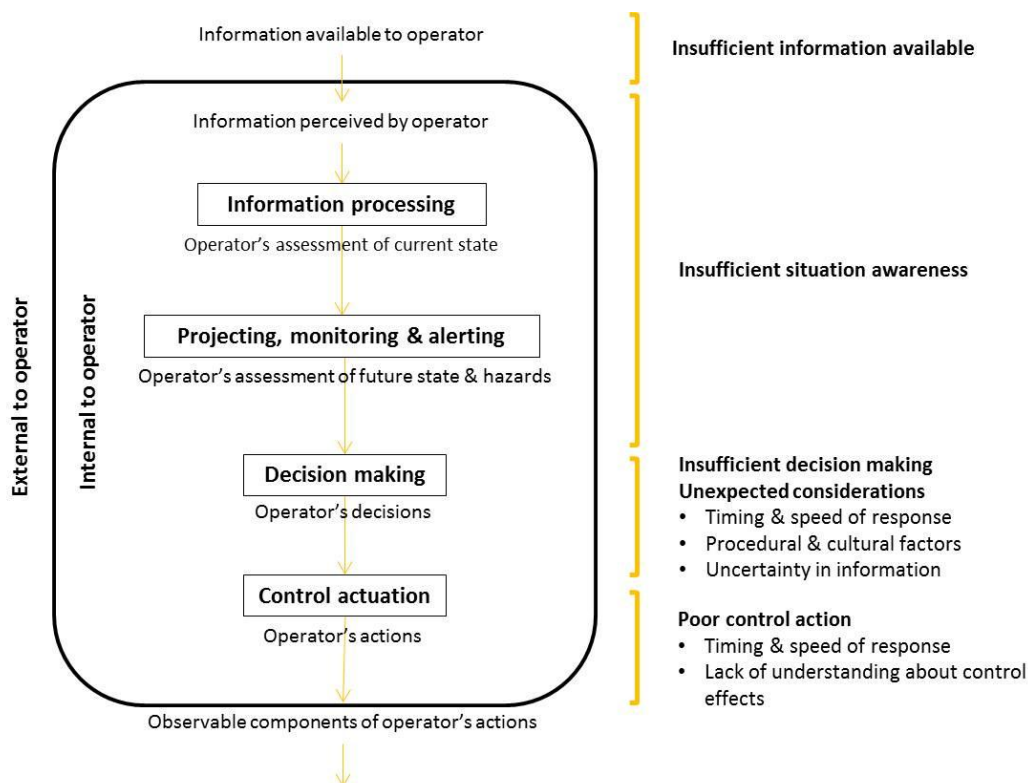 Information available to operator
Insufficient information available
Information perceived by operator
Information processing
Operator's assessment of current state
Insufficient situation awareness
External to operator
Internal to operator
Projecting, monitoring & alerting
Operator's assessment of future state & hazards
Decision making
Operator's decisions
Insufficient decision making
Unexpected considerations
• Timing & speed of response
• Procedural & cultural factors
• Uncertainty in information
Control actuation
Operator's actions
Poor control action
• Timing & speed of response
• Lack of understanding about control
effects
Observable components of operator's actions